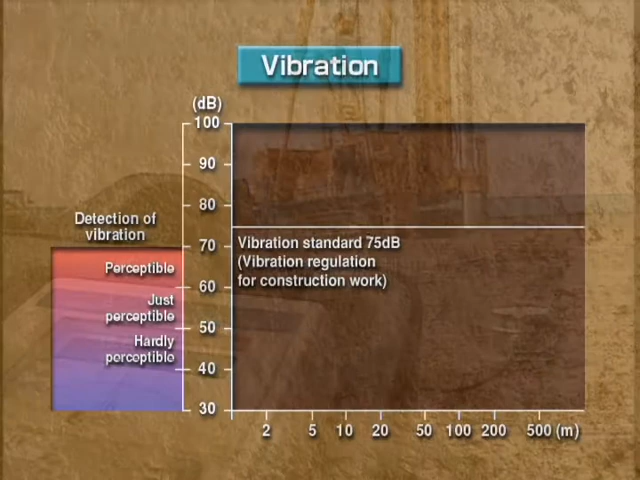 Vibration
(dB)
100
90
80
70
60
50
40
30
Detection of
vibration
Perceptible
Just
perceptible
Hardly
perceptible
Vibration standard 75dB
(Vibration regulation
for construction work)
2 5 10 20 50 100 200 500 (m)